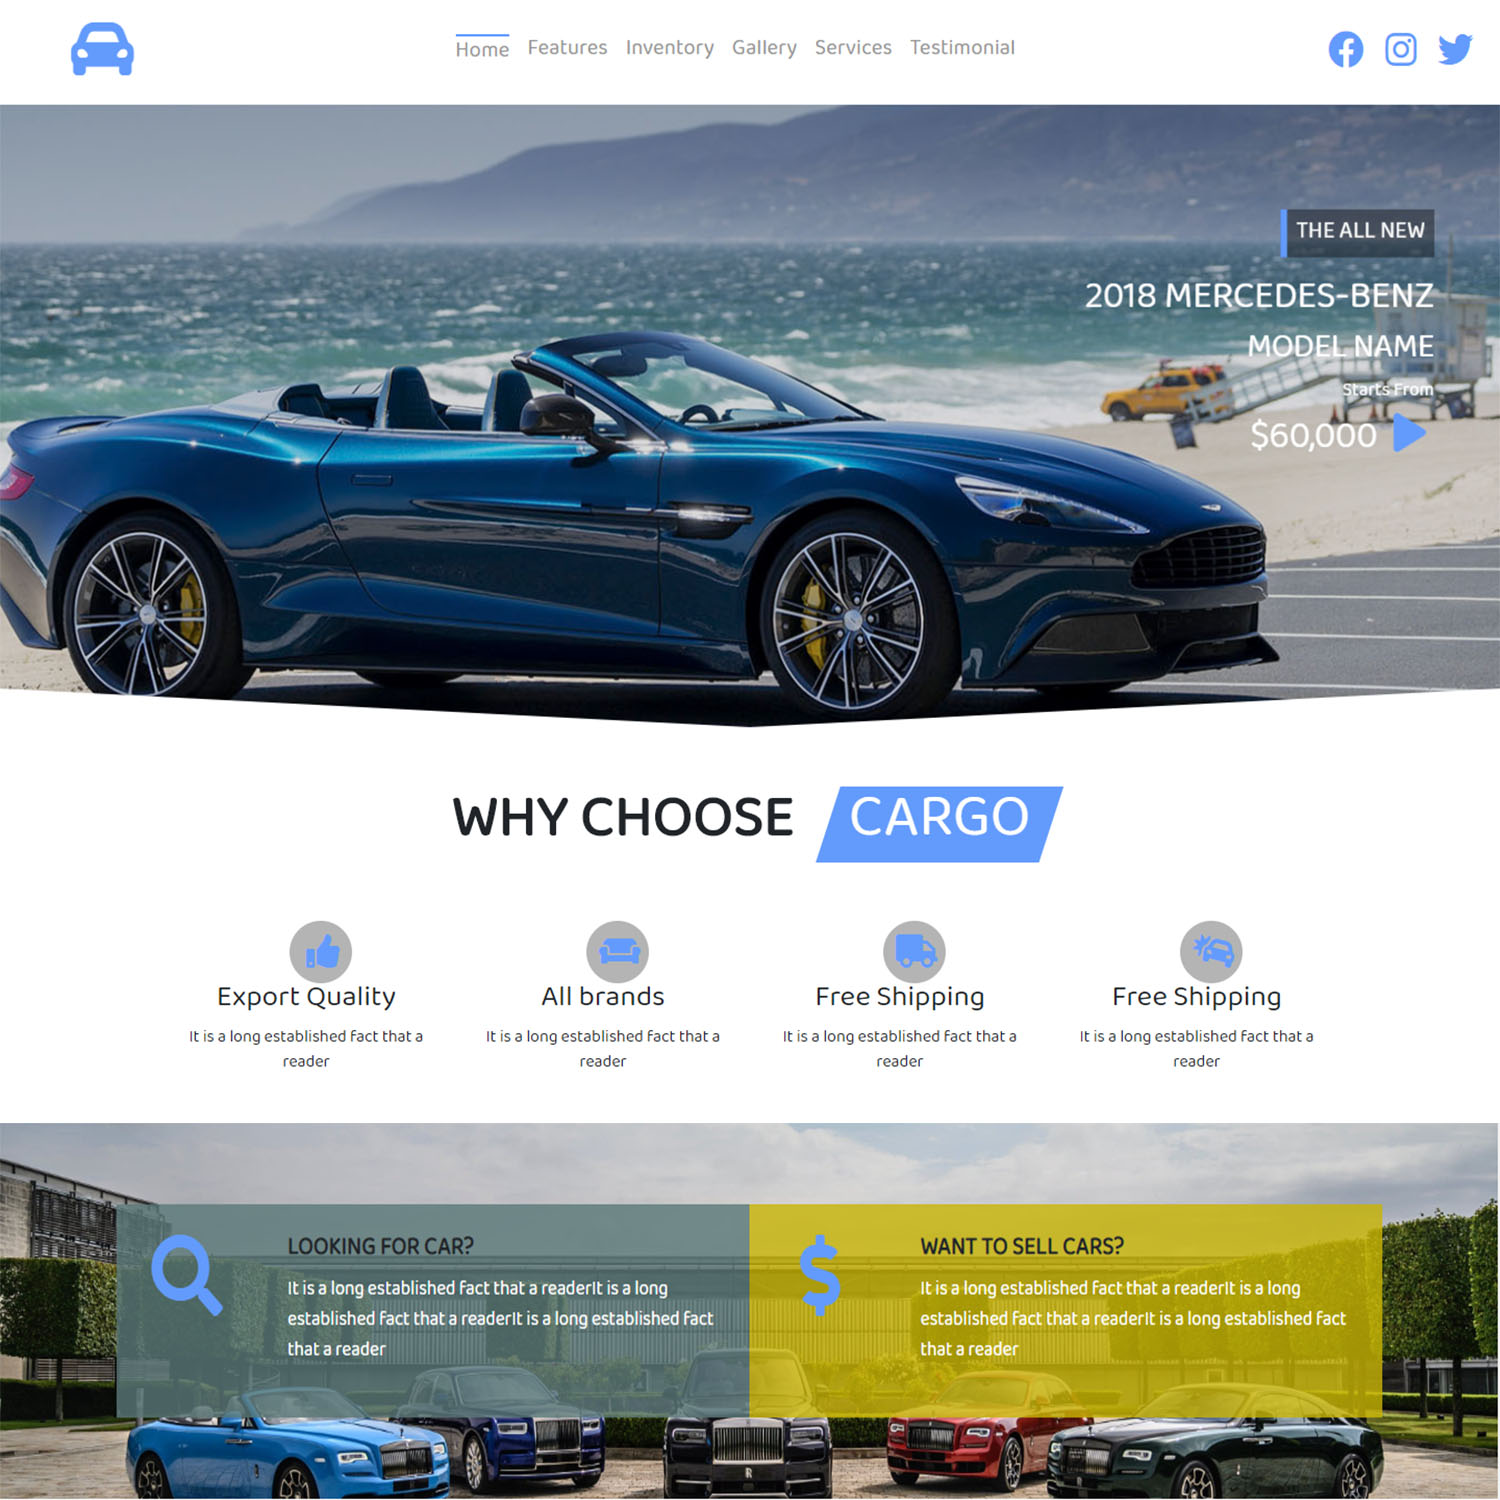 Home Features Inventory Gallery Services Testimonial
THE ALL NEW
2018 MERCEDES-BENZ
MODEL NAME
Starts From
$60,000
WHY CHOOSE CARGO
Export Quality
It is a long established fact that a
reader
All brands
It is a long established fact that a
reader
Free Shipping
It is a long established fact that a
reader
Free Shipping
It is a long established fact that a
reader
LOOKING FOR CAR?
It is a long established fact that a readerIt is a long
established fact that a readerIt is a long established fact
that a reader
WANT TO SELL CARS?
It is a long established fact that a readerIt is a long
established fact that a readerIt is a long established fact
that a reader